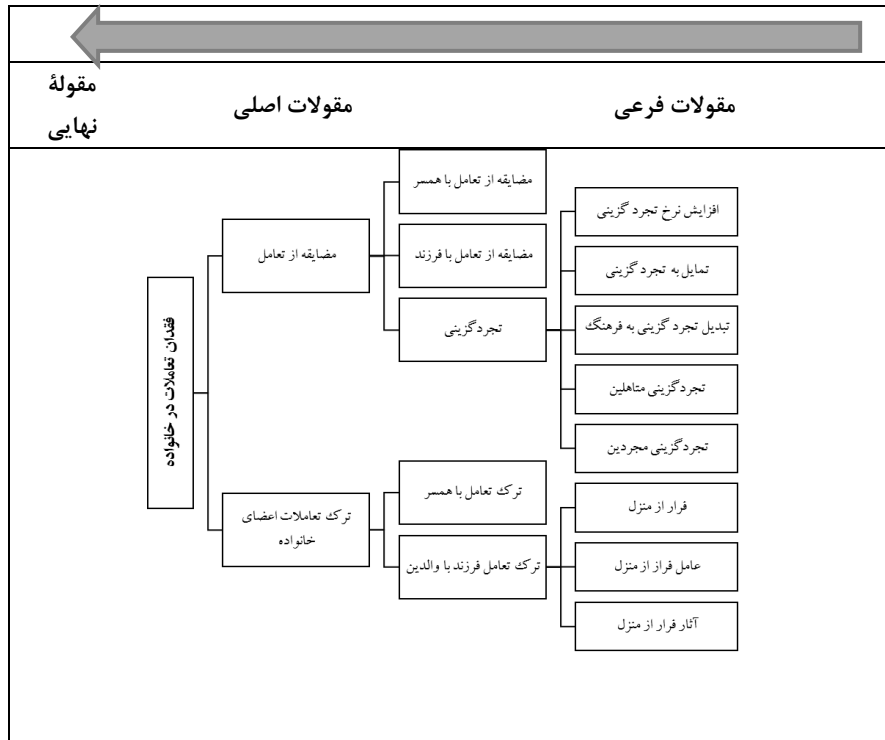 مقولات فرعی
مقولات اصلی
مقولۀ
نهایی
افزایش نرخ تجرد گزینی
تمایل به تجرد گزینی
تبدیل تجرد گزینی به فرهنگ
تجردگزینی متاهلین
تجردگزینی مجردین
فرار از منزل
عامل فراز از منزل
آثار فرار از منزل
مضایقه از تعامل با همسر
مضایقه از تعامل با فرزند
تجردگزینی
ترک تعامل با همسر
ترک تعامل فرزند با والدین
مضایقه از تعامل
ترک تعاملات اعضای
خانواده
فقدان تعاملات در خانواده